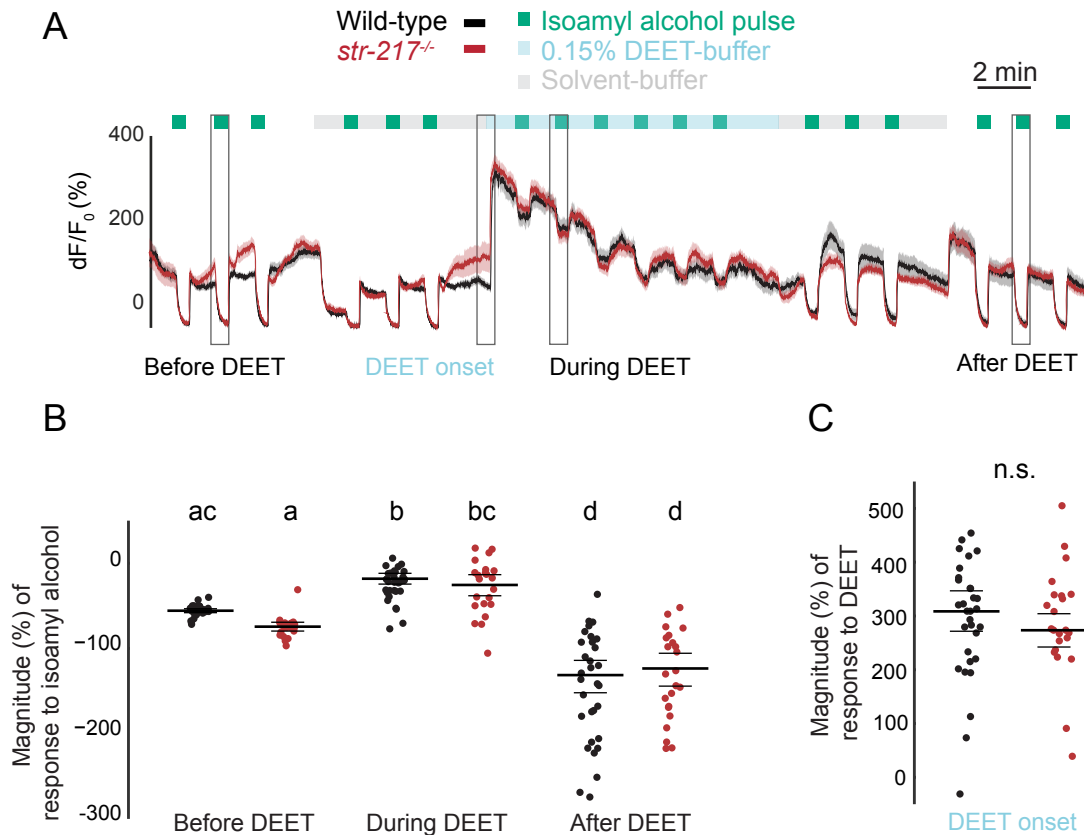 A
Wild-type
str-217-/-
Isoamyl alcohol pulse
0.15% DEET-buffer
Solvent-buffer
2 min
400
200
0
dF/F0 (%)
Before DEET
DEET onset
During DEET
After DEET
B
ac
a
b
bc
d
d
0
−100
−200
−300
Magnitude (%) of
response to isoamyl alcohol
Before DEET
During DEET
After DEET
C
n.s.
500
400
300
200
100
0
Magnitude (%) of
response to DEET
DEET onset